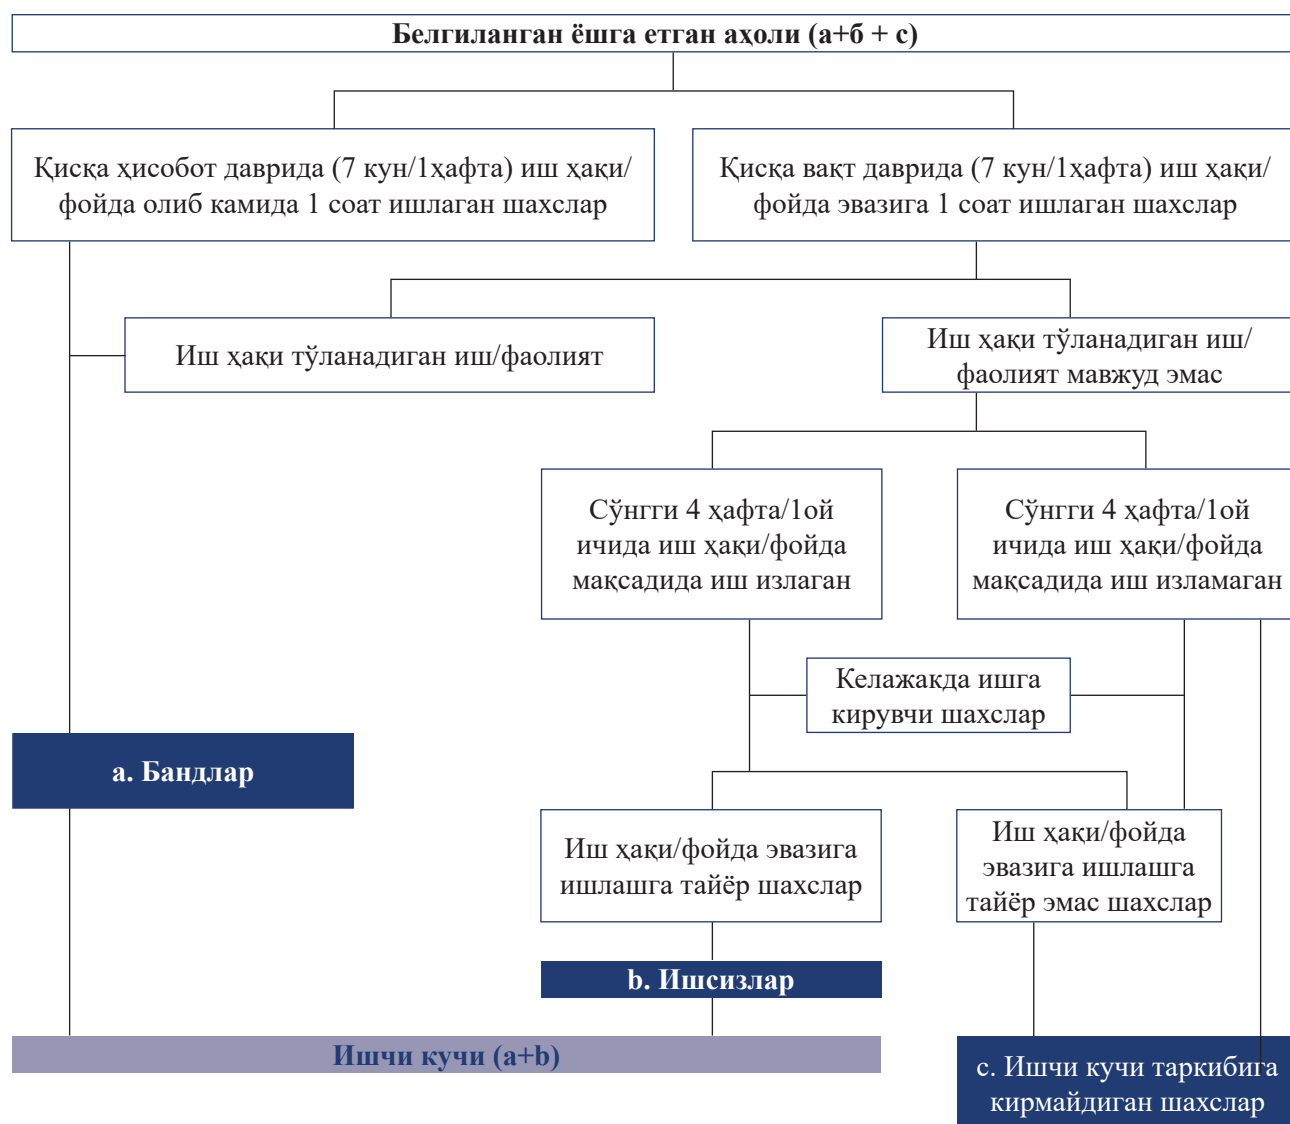 Белгиланган ёшга етган аҳоли (а+б + с)
Қисқа ҳисобот даврида (7 кун/1ҳафта) иш ҳақи/
фойда олиб камида 1 соат ишлаган шахслар
Қисқа вақт даврида (7 кун/1ҳафта) иш ҳақи/
фойда эвазига 1 соат ишлаган шахслар
Иш ҳақи тўланадиган иш/фаолият
Иш ҳақи тўланадиган иш/
фаолият мавжуд эмас
Сўнгги 4 ҳафта/1ой
ичида иш ҳақи/фойда
мақсадида иш излаган
Сўнгги 4 ҳафта/1ой
ичида иш ҳақи/фойда
мақсадида иш изламаган
Келажакда ишга
кирувчи шахслар
a. Бандлар
Иш ҳақи/фойда эвазига
ишлашга тайёр шахслар
Иш ҳақи/фойда
эвазига ишлашга
тайёр эмас шахслар
b. Ишсизлар
Ишчи кучи (a+b)
c. Ишчи кучи таркибига
кирмайдиган шахслар